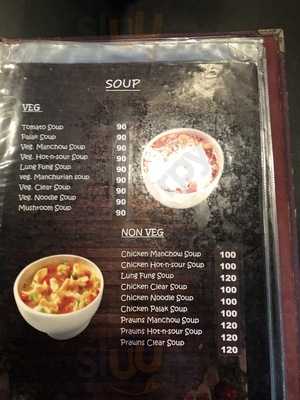 SOUP
VEG
Tomato Soup 90
Palak Soup 90
Veg. Manchow Soup 90
Veg. Hot-n-sour Soup 90
Lung Fung Soup 90
veg. Manchurian soup 90
Veg. Clear Soup 90
Veg. Noodle Soup 90
Mushroom Soup 90
NON VEG
Chicken Manchow Soup 100
Chicken Hot-n-sour Soup 100
Lung Fung Soup 120
Chicken Clear Soup 100
Chicken Noodle Soup 100
Chicken Palak Soup 100
Prawns Manchow Soup 120
Prawns Hot-n-sour Soup 120
Prawns Clear Soup 120